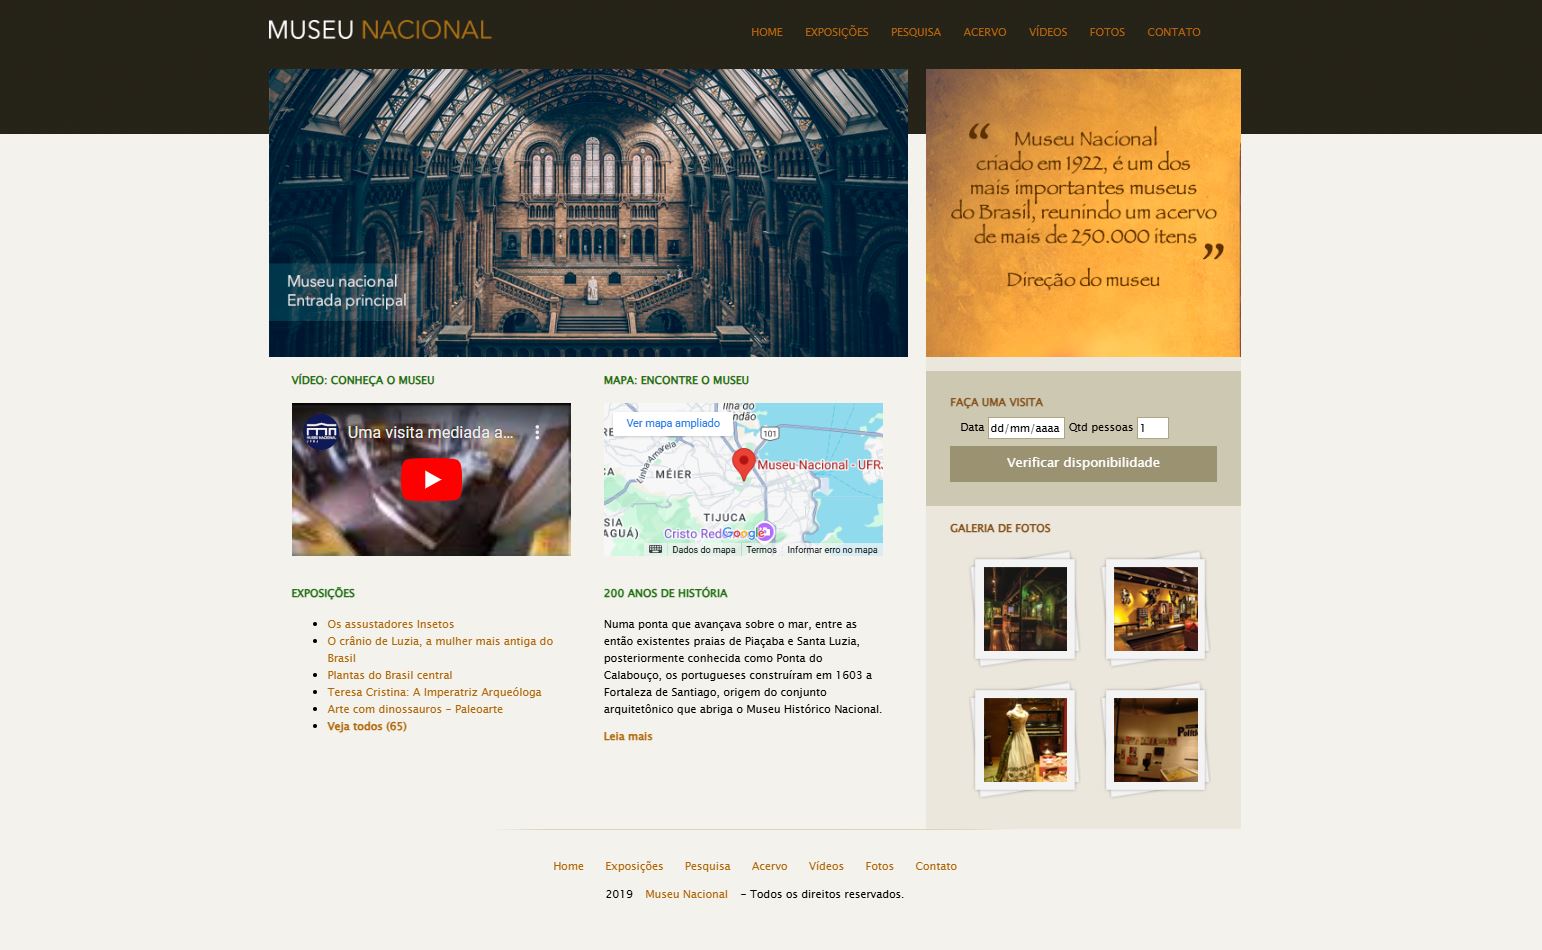 MUSEU NACIONAL
HOME EXPOSIÇÕES PESQUISA ACERVO VÍDEOS FOTOS CONTATO
Museu nacional
Entrada principal
“ Museu Nacional
criado em 1922, é um dos
mais importantes museus
do Brasil, reunindo um acervo
de mais de 250.000 itens ”
Direção do museu
VÍDEO: CONHEÇA O MUSEU
MUSEU NACIONAL
UFRJ
Uma visita mediada a...
MAPA: ENCONTRE O MUSEU
Ilha do
Fundão
Ver mapa ampliado
101
Linha Amarela
MÉIER
Museu Nacional - UFRJ
TIJUCA
Cristo Red
Google
Dados do mapa Termos Informar erro no mapa
FAÇA UMA VISITA
Data dd/mm/aaaa Qtd pessoas 1
Verificar disponibilidade
GALERIA DE FOTOS
EXPOSIÇÕES
Os assustadores Insetos
O crânio de Luzia, a mulher mais antiga do
Brasil
Plantas do Brasil central
Teresa Cristina: A Imperatriz Arqueóloga
Arte com dinossauros - Paleoarte
Veja todos (65)
200 ANOS DE HISTÓRIA
Numa ponta que avançava sobre o mar, entre as
então existentes praias de Piaçaba e Santa Luzia,
posteriormente conhecida como Ponta do
Calabouço, os portugueses construíram em 1603 a
Fortaleza de Santiago, origem do conjunto
arquitetônico que abriga o Museu Histórico Nacional.
Leia mais
Home Exposições Pesquisa Acervo Vídeos Fotos Contato
2019 Museu Nacional - Todos os direitos reservados.